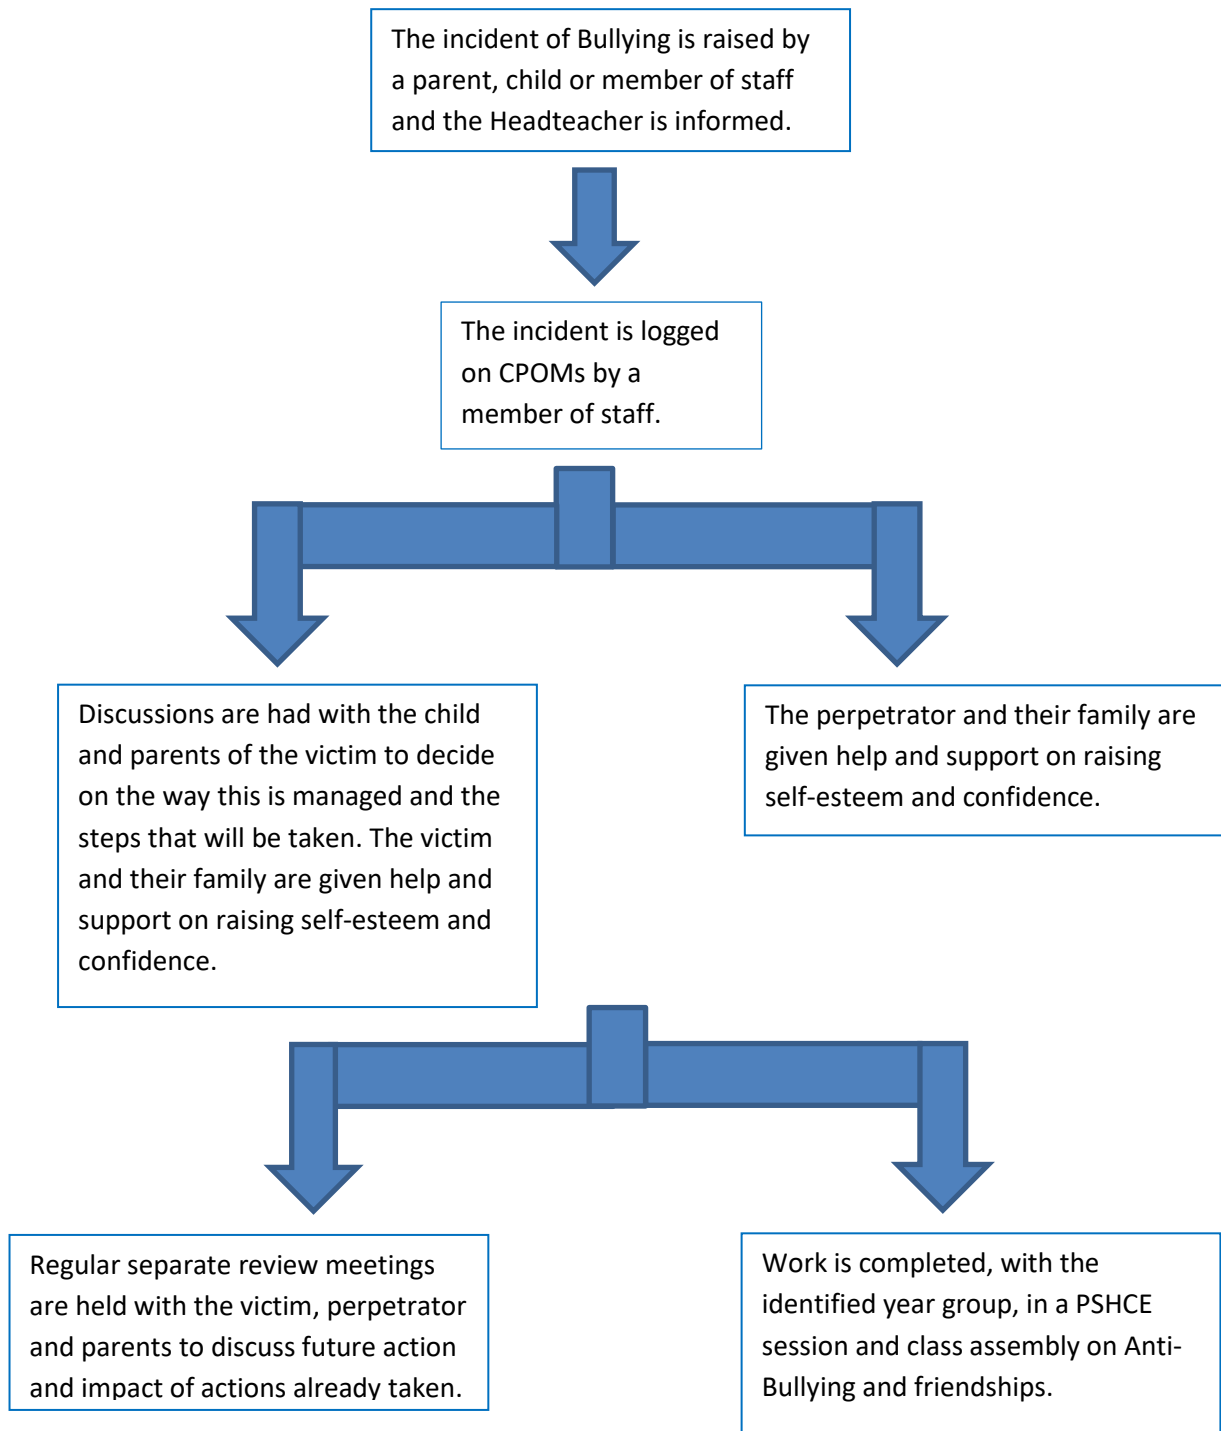 The incident of Bullying is raised by
a parent, child or member of staff
and the Headteacher is informed.
The incident is logged
on CPOMs by a
member of staff.
Discussions are had with the child
and parents of the victim to decide
on the way this is managed and the
steps that will be taken. The victim
and their family are given help and
support on raising self-esteem and
confidence.
The perpetrator and their family are
given help and support on raising
self-esteem and confidence.
Regular separate review meetings
are held with the victim, perpetrator
and parents to discuss future action
and impact of actions already taken.
Work is completed, with the
identified year group, in a PSHCE
session and class assembly on Anti-
Bullying and friendships.